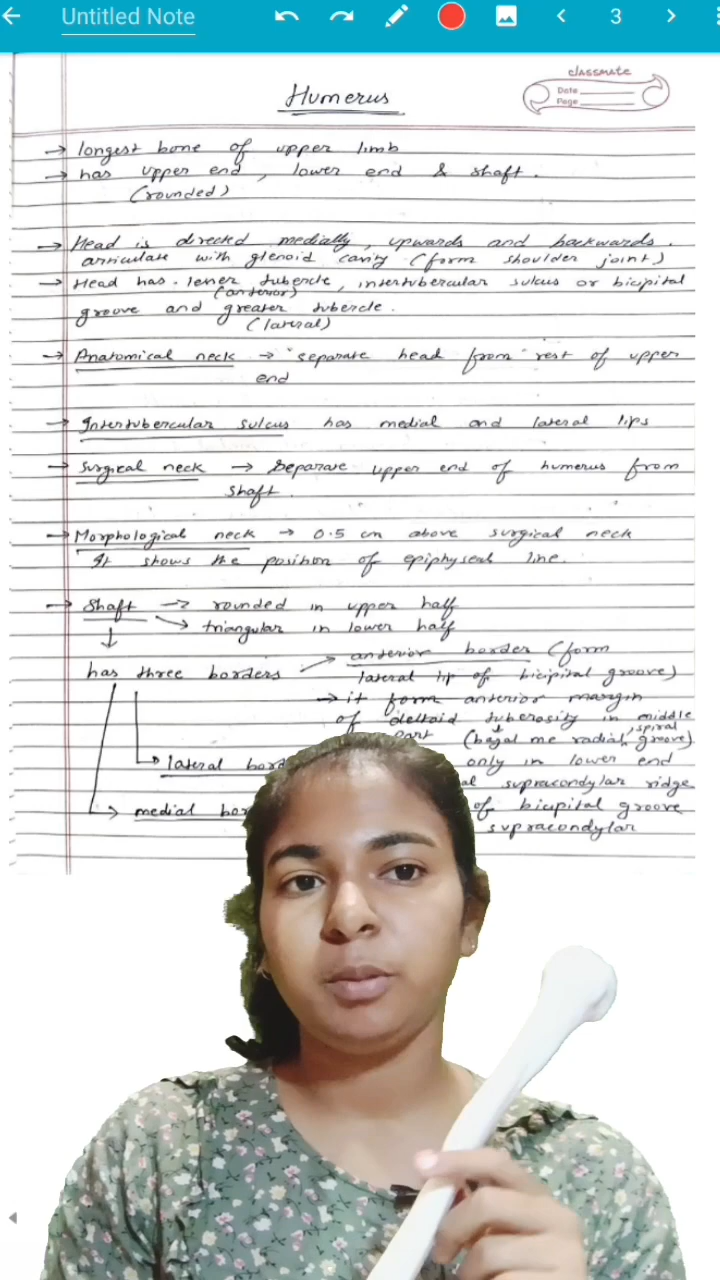 Untitled Note
3
classmate
Date
Page
Humerus
→ longest bone of upper limb
→ has upper end, lower end & shaft.
(rounded)
→ Head is directed medially, upwards and backwards.
articulate with glenoid cavity (form shoulder joint)
→ Head has. lesser tubercle, intertubercular sulcus or bicipital
(anterior)
groove and greater tubercle.
(lateral)
→ Anatomical neck → separate head from rest of upper
end
→ Intertubercular sulcus has medial and lateral lips
→ Surgical neck → separate upper end of humerus from
shaft.
→ Morphological neck → 0.5 cm above surgical neck
It shows the position of epiphyseal line.
→ Shaft → rounded in upper half
→ triangular in lower half
has three borders → anterior border (form
lateral lip of bicipital groove)
→ it form anterior margin
of deltoid tuberosity in middle
part (bagal me radial, spiral groove)
→ lateral only in lower end
supracondylar ridge
→ medial of bicipital groove
supracondylar